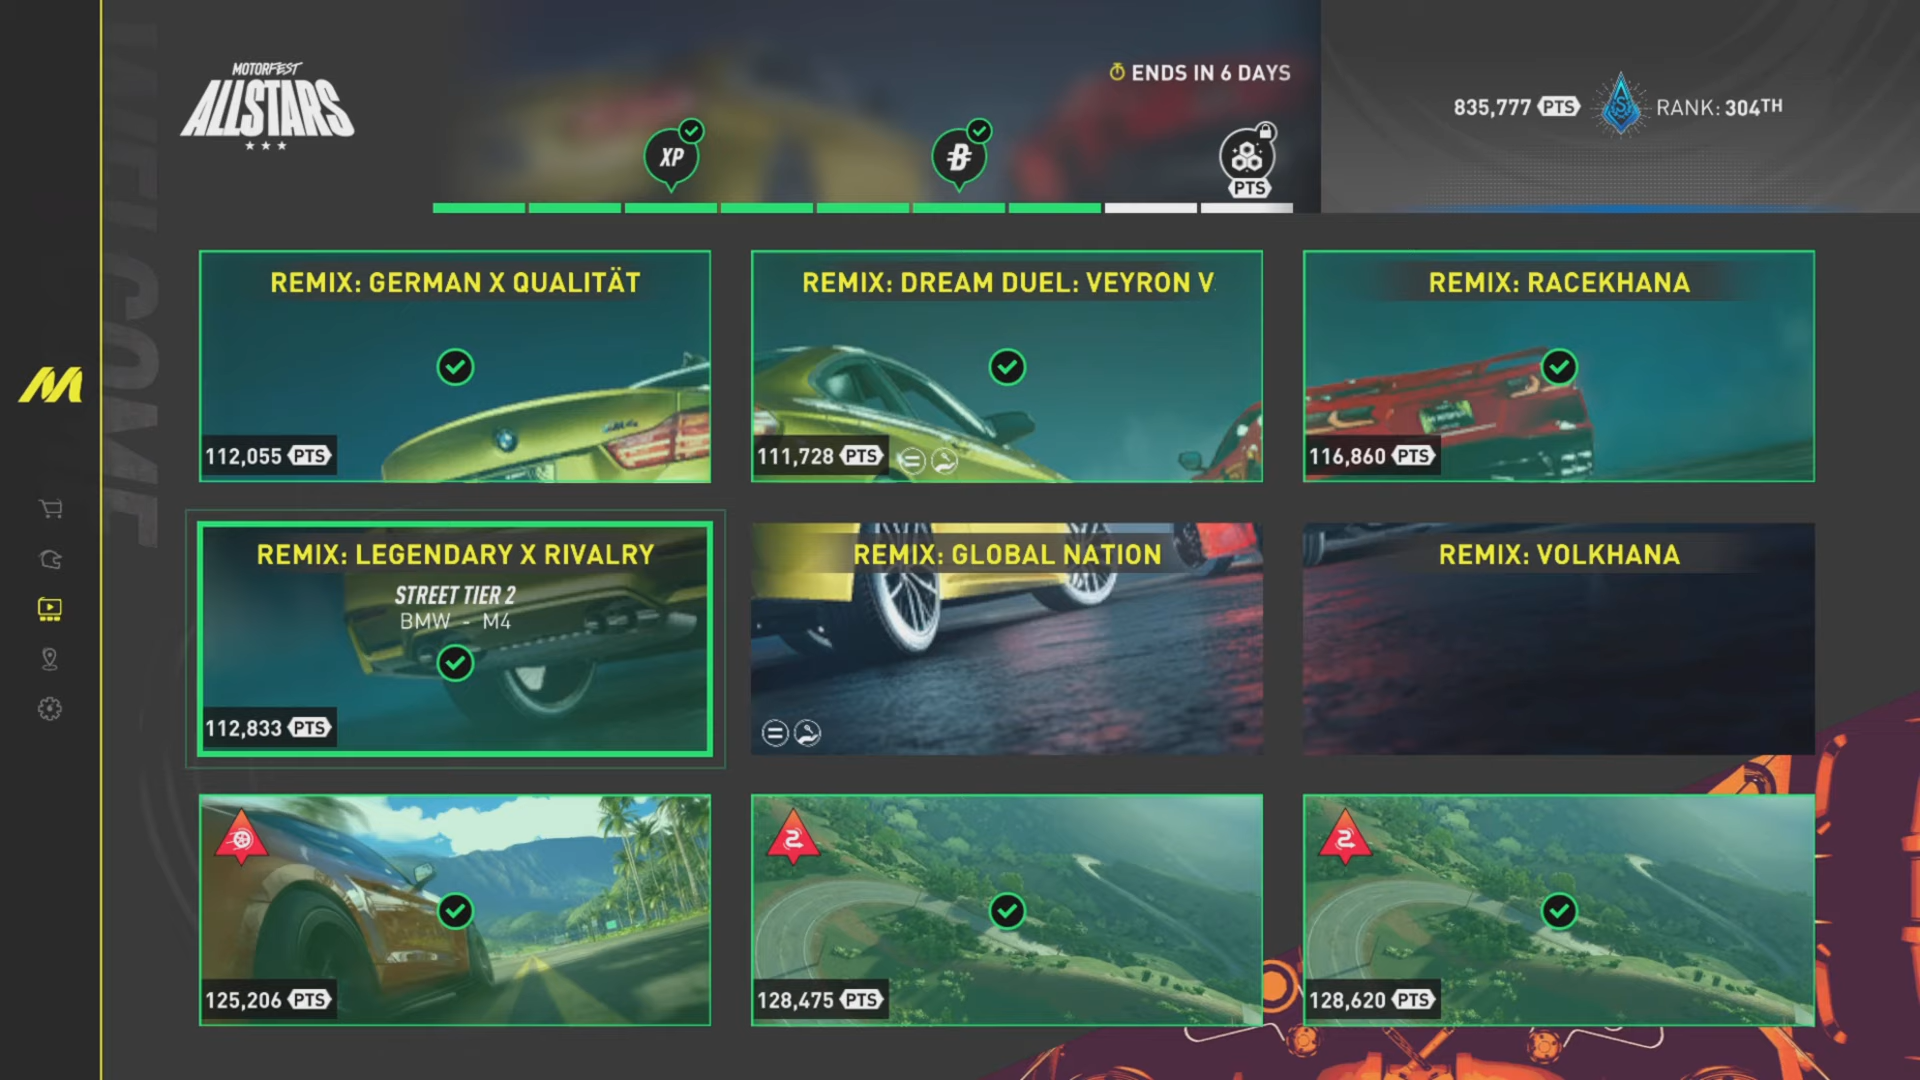 MOTORFEST
ALLSTARS
ENDS IN 6 DAYS
XP
PTS
835,777 PTS
RANK: 304TH
WELCOME
REMIX: GERMAN X QUALITÄT
112,055 PTS
REMIX: DREAM DUEL: VEYRON V
111,728 PTS
REMIX: RACEKHANA
116,860 PTS
REMIX: LEGENDARY X RIVALRY
STREET TIER 2
BMW - M4
112,833 PTS
REMIX: GLOBAL NATION
REMIX: VOLKHANA
125,206 PTS
128,475 PTS
128,620 PTS